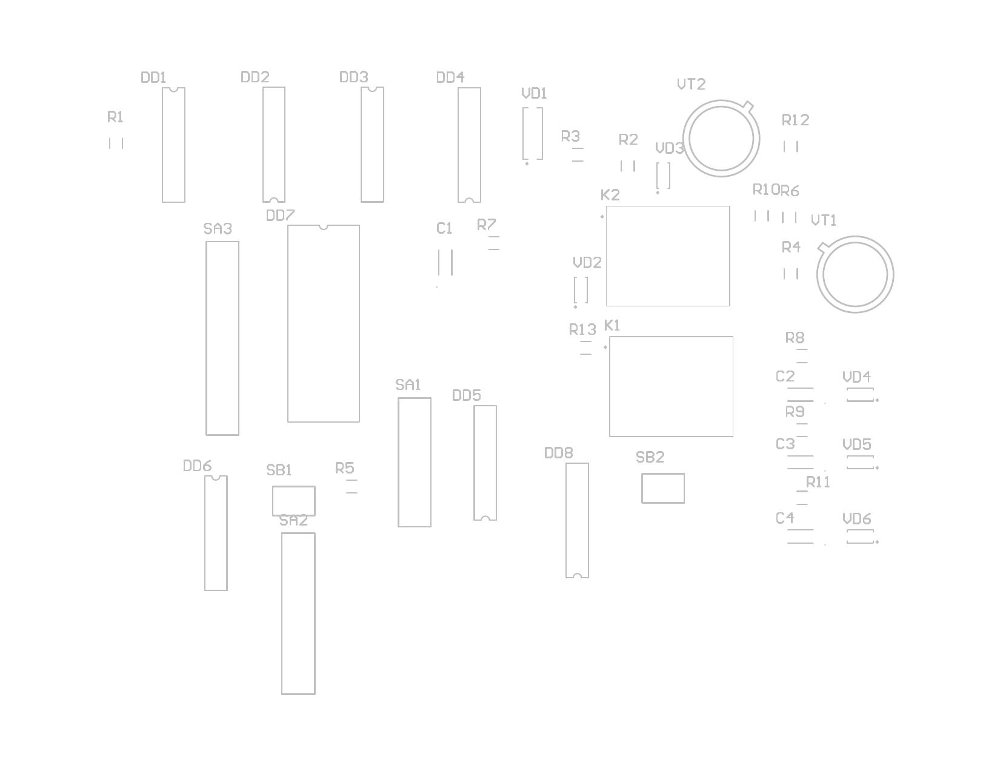 DD1
DD2
DD3
DD4
VT2
VD1
R1
R12
R3
R2
VD3
R10
R6
K2
DD7
VT1
SA3
C1
R7
R4
VD2
K1
R13
R8
C2
VD4
SA1
DD5
R9
C3
VD5
DD8
SB2
DD6
SB1
R5
R11
SA2
C4
VD6